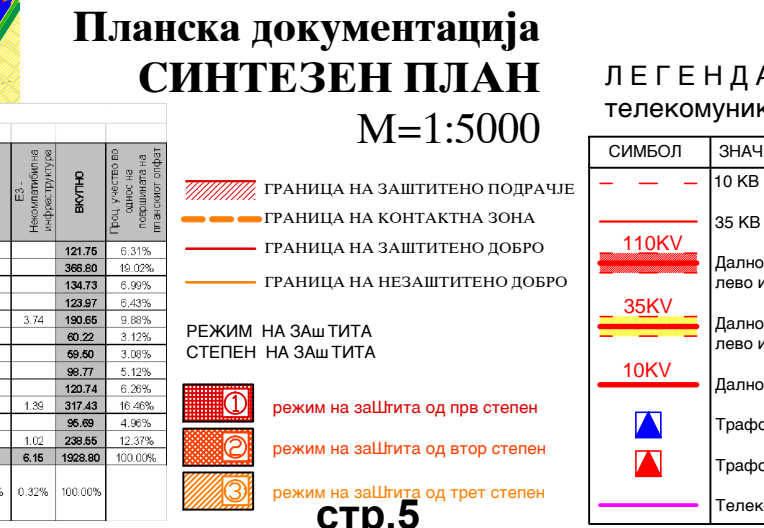 Планска документација
СИНТЕЗЕН ПЛАН
М=1:5000
Е3 -
Некомпатибилна
инфраструктура
ВКУПНО
Проц. учество во
однос на
површината на
планскиот опфат
121.75 6.31%
366.80 19.02%
134.73 6.99%
123.97 6.43%
3.74 190.65 9.88%
60.22 3.12%
59.50 3.08%
98.77 5.12%
120.74 6.26%
1.39 317.43 16.46%
95.69 4.96%
1.02 238.55 12.37%
6.15 1928.80 100.00%
% 0.32% 100.00%
ГРАНИЦА НА ЗАШТИТЕНО ПОДРАЧЈЕ
ГРАНИЦА НА КОНТАКТНА ЗОНА
ГРАНИЦА НА ЗАШТИТЕНО ДОБРО
ГРАНИЦА НА НЕЗАШТИТЕНО ДОБРО
РЕЖИМ НА ЗАш ТИТА
СТЕПЕН НА ЗАш ТИТА
1 режим на заШтита од прв степен
2 режим на заШтита од втор степен
3 режим на заШтита од трет степен
стр.5
Л Е Г Е Н Д А
телекомуник
СИМБОЛ ЗНАЧ
10 КВ
35 КВ
110KV
Дално
лево и
35KV
Дално
лево и
10KV
Дално
Трафо
Трафо
Телек